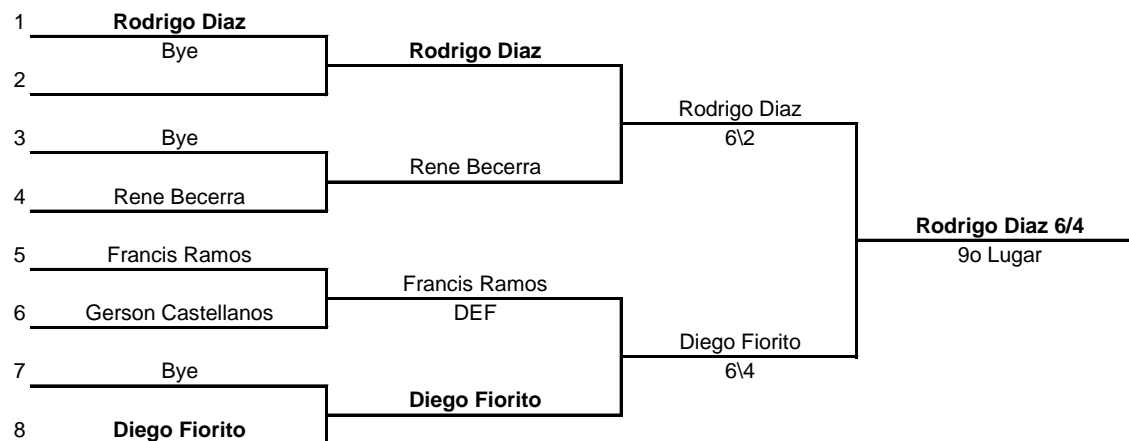 1 Rodrigo Diaz
Bye
Rodrigo Diaz
2
Rodrigo Diaz
3 Bye
6\2
Rene Becerra
4 Rene Becerra
Rodrigo Diaz 6/4
5 Francis Ramos
9o Lugar
Francis Ramos
6 Gerson Castellanos
DEF
Diego Fiorito
7 Bye
6\4
Diego Fiorito
8 Diego Fiorito